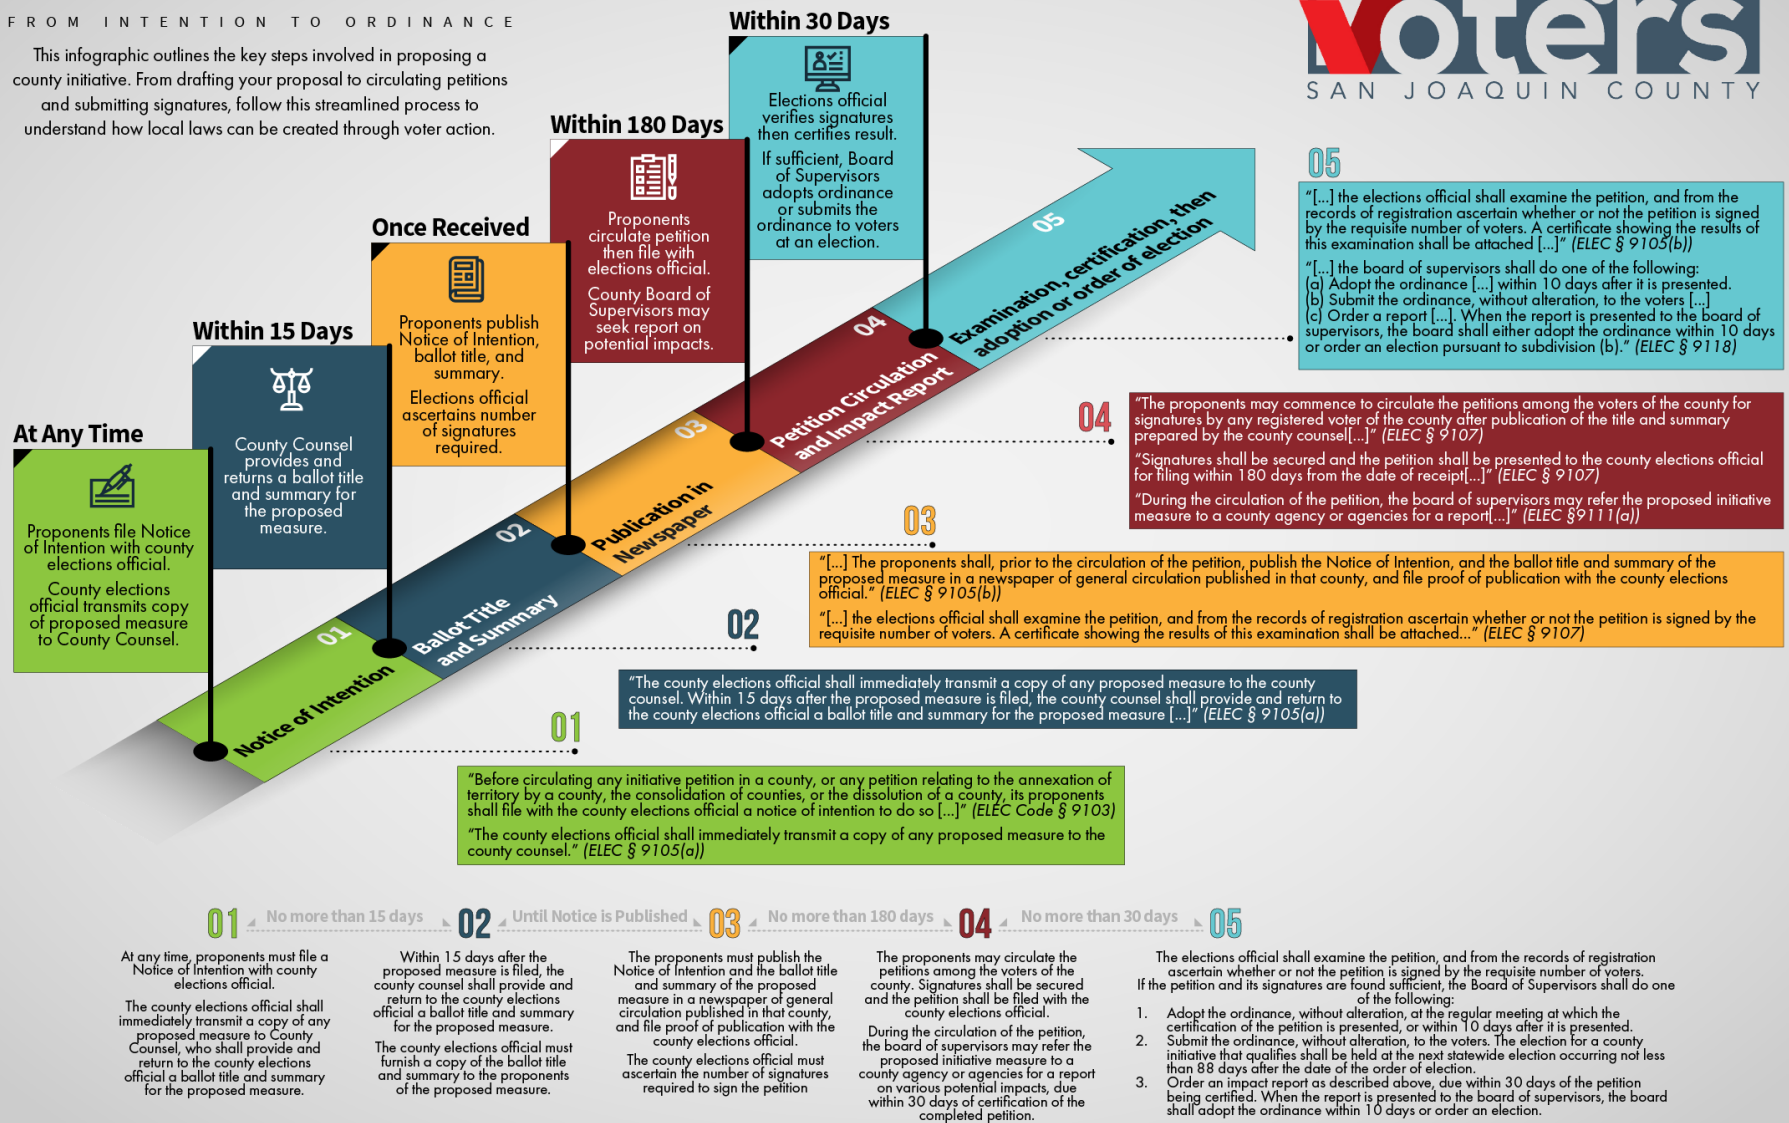 FROM INTENTION TO ORDINANCE
This infographic outlines the key steps involved in proposing a
county initiative. From drafting your proposal to circulating petitions
and submitting signatures, follow this streamlined process to
understand how local laws can be created through voter action.
Voters
SAN JOAQUIN COUNTY
At Any Time
Proponents file Notice
of Intention with county
elections official.
County elections
official transmits copy
of proposed measure
to County Counsel.
Within 15 Days
County Counsel
provides and
returns a ballot title
and summary for
the proposed
measure.
Once Received
Proponents publish
Notice of Intention,
ballot title, and
summary.
Elections official
ascertains number
of signatures
required.
Within 180 Days
Proponents
circulate petition
then file with
elections official.
County Board of
Supervisors may
seek report on
potential impacts.
Within 30 Days
Elections official
verifies signatures
then certifies result.
If sufficient, Board
of Supervisors
adopts ordinance
or submits the
ordinance to voters
at an election.
01
Notice of Intention
02
Ballot Title
and Summary
03
Publication in
Newspaper
04
Petition Circulation
and Impact Report
05
Examination, certification, then
adoption or order of election
05
“[...] the elections official shall examine the petition, and from the
records of registration ascertain whether or not the petition is signed
by the requisite number of voters. A certificate showing the results of
this examination shall be attached [...]” (ELEC § 9105(b))
“[...] the board of supervisors shall do one of the following:
(a) Adopt the ordinance [...] within 10 days after it is presented.
(b) Submit the ordinance, without alteration, to the voters [...]
(c) Order a report [...]. When the report is presented to the board of
supervisors, the board shall either adopt the ordinance within 10 days
or order an election pursuant to subdivision (b).” (ELEC § 9118)
04
“The proponents may commence to circulate the petitions among the voters of the county for
signatures by any registered voter of the county after publication of the title and summary
prepared by the county counsel[...]” (ELEC § 9107)
“Signatures shall be secured and the petition shall be presented to the county elections official
for filing within 180 days from the date of receipt[...]” (ELEC § 9107)
“During the circulation of the petition, the board of supervisors may refer the proposed initiative
measure to a county agency or agencies for a report[...]” (ELEC §9111(a))
03
“[...] The proponents shall, prior to the circulation of the petition, publish the Notice of Intention, and the ballot title and summary of the
proposed measure in a newspaper of general circulation published in that county, and file proof of publication with the county elections
official.” (ELEC § 9105(b))
“[...] the elections official shall examine the petition, and from the records of registration ascertain whether or not the petition is signed by the
requisite number of voters. A certificate showing the results of this examination shall be attached...” (ELEC § 9107)
02
“The county elections official shall immediately transmit a copy of any proposed measure to the county
counsel. Within 15 days after the proposed measure is filed, the county counsel shall provide and return to
the county elections official a ballot title and summary for the proposed measure [...]” (ELEC § 9105(a))
01
“Before circulating any initiative petition in a county, or any petition relating to the annexation of
territory by a county, the consolidation of counties, or the dissolution of a county, its proponents
shall file with the county elections official a notice of intention to do so [...]” (ELEC Code § 9103)
“The county elections official shall immediately transmit a copy of any proposed measure to the
county counsel.” (ELEC § 9105(a))
01 No more than 15 days 02 Until Notice is Published 03 No more than 180 days 04 No more than 30 days 05
At any time, proponents must file a
Notice of Intention with county
elections official.
The county elections official shall
immediately transmit a copy of any
proposed measure to County
Counsel, who shall provide and
return to the county elections
official a ballot title and summary
for the proposed measure.
Within 15 days after the
proposed measure is filed, the
county counsel shall provide and
return to the county elections
official a ballot title and summary
for the proposed measure.
The county elections official must
furnish a copy of the ballot title
and summary to the proponents
of the proposed measure.
The proponents must publish the
Notice of Intention and the ballot title
and summary of the proposed
measure in a newspaper of general
circulation published in that county,
and file proof of publication with the
county elections official.
The county elections official must
ascertain the number of signatures
required to sign the petition
The proponents may circulate the
petitions among the voters of the
county. Signatures shall be secured
and the petition shall be filed with the
county elections official.
During the circulation of the petition,
the board of supervisors may refer the
proposed initiative measure to a
county agency or agencies for a report
on various potential impacts, due
within 30 days of certification of the
completed petition.
The elections official shall examine the petition, and from the records of registration
ascertain whether or not the petition is signed by the requisite number of voters.
If the petition and its signatures are found sufficient, the Board of Supervisors shall do one
of the following:
1. Adopt the ordinance, without alteration, at the regular meeting at which the
certification of the petition is presented, or within 10 days after it is presented.
2. Submit the ordinance, without alteration, to the voters. The election for a county
initiative that qualifies shall be held at the next statewide election occurring not less
than 88 days after the date of the order of election.
3. Order an impact report as described above, due within 30 days of the petition
being certified. When the report is presented to the board of supervisors, the board
shall adopt the ordinance within 10 days or order an election.